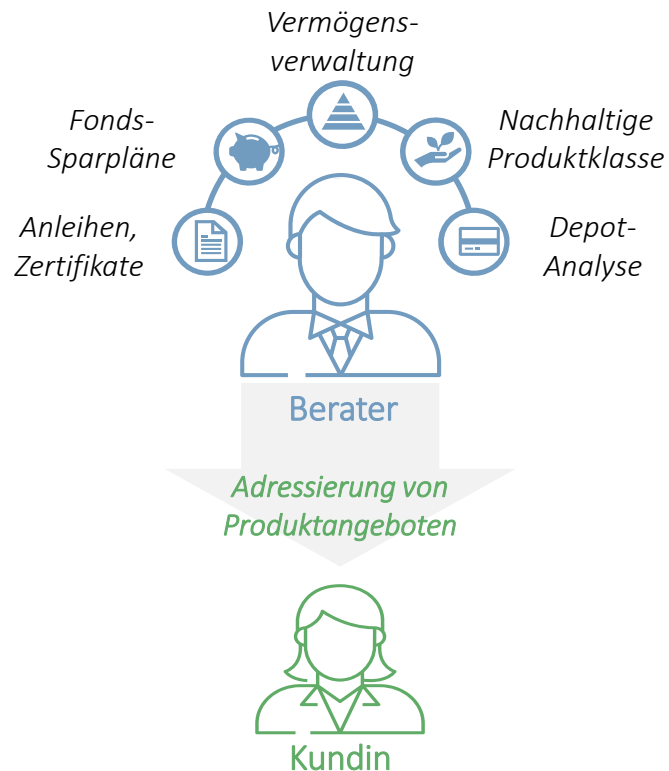 Vermögens-
verwaltung
Fonds-
Sparpläne
Nachhaltige
Produktklasse
Anleihen,
Zertifikate
Depot-
Analyse
Berater
Adressierung von
Produktangeboten
Kundin